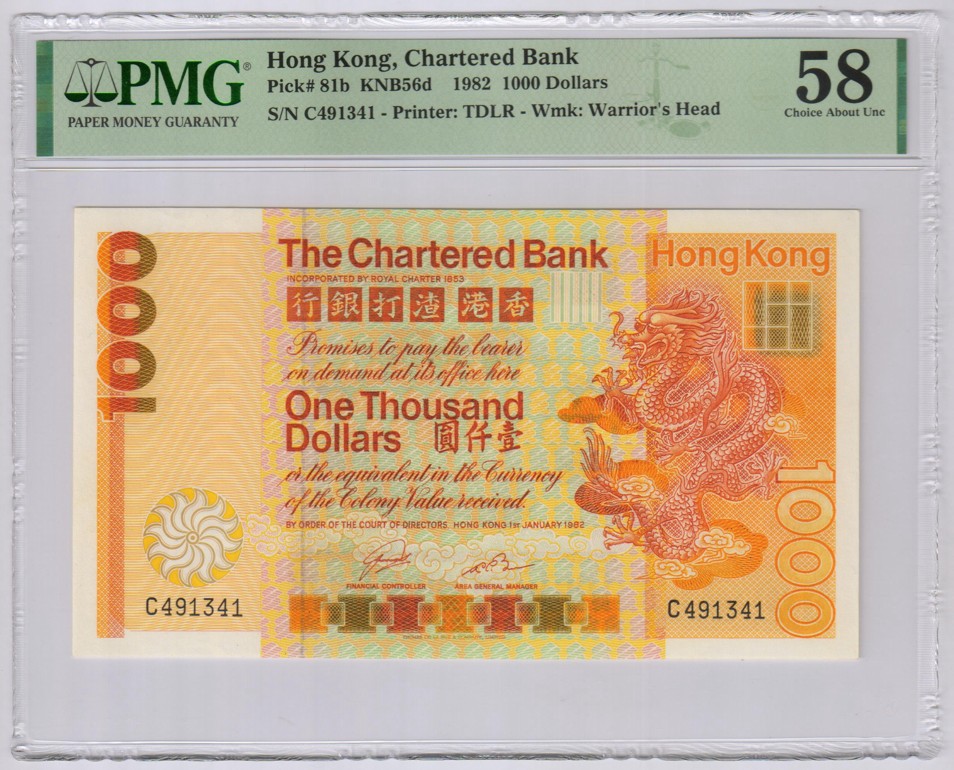 PMG®
PAPER MONEY GUARANTY
Hong Kong, Chartered Bank
Pick# 81b KNB56d 1982 1000 Dollars
S/N C491341 - Printer: TDLR - Wmk: Warrior's Head
58
Choice About Unc
1000
The Chartered Bank
Hong Kong
INCORPORATED BY ROYAL CHARTER 1853
行銀打渣港香
Promises to pay the bearer
on demand at its office here
One Thousand
Dollars 圓仟壹
or the equivalent in the Currency
of the Colony Value received.
BY ORDER OF THE COURT OF DIRECTORS. HONG KONG 1ST JANUARY 1982
FINANCIAL CONTROLLER AREA GENERAL MANAGER
C491341
C491341
1000